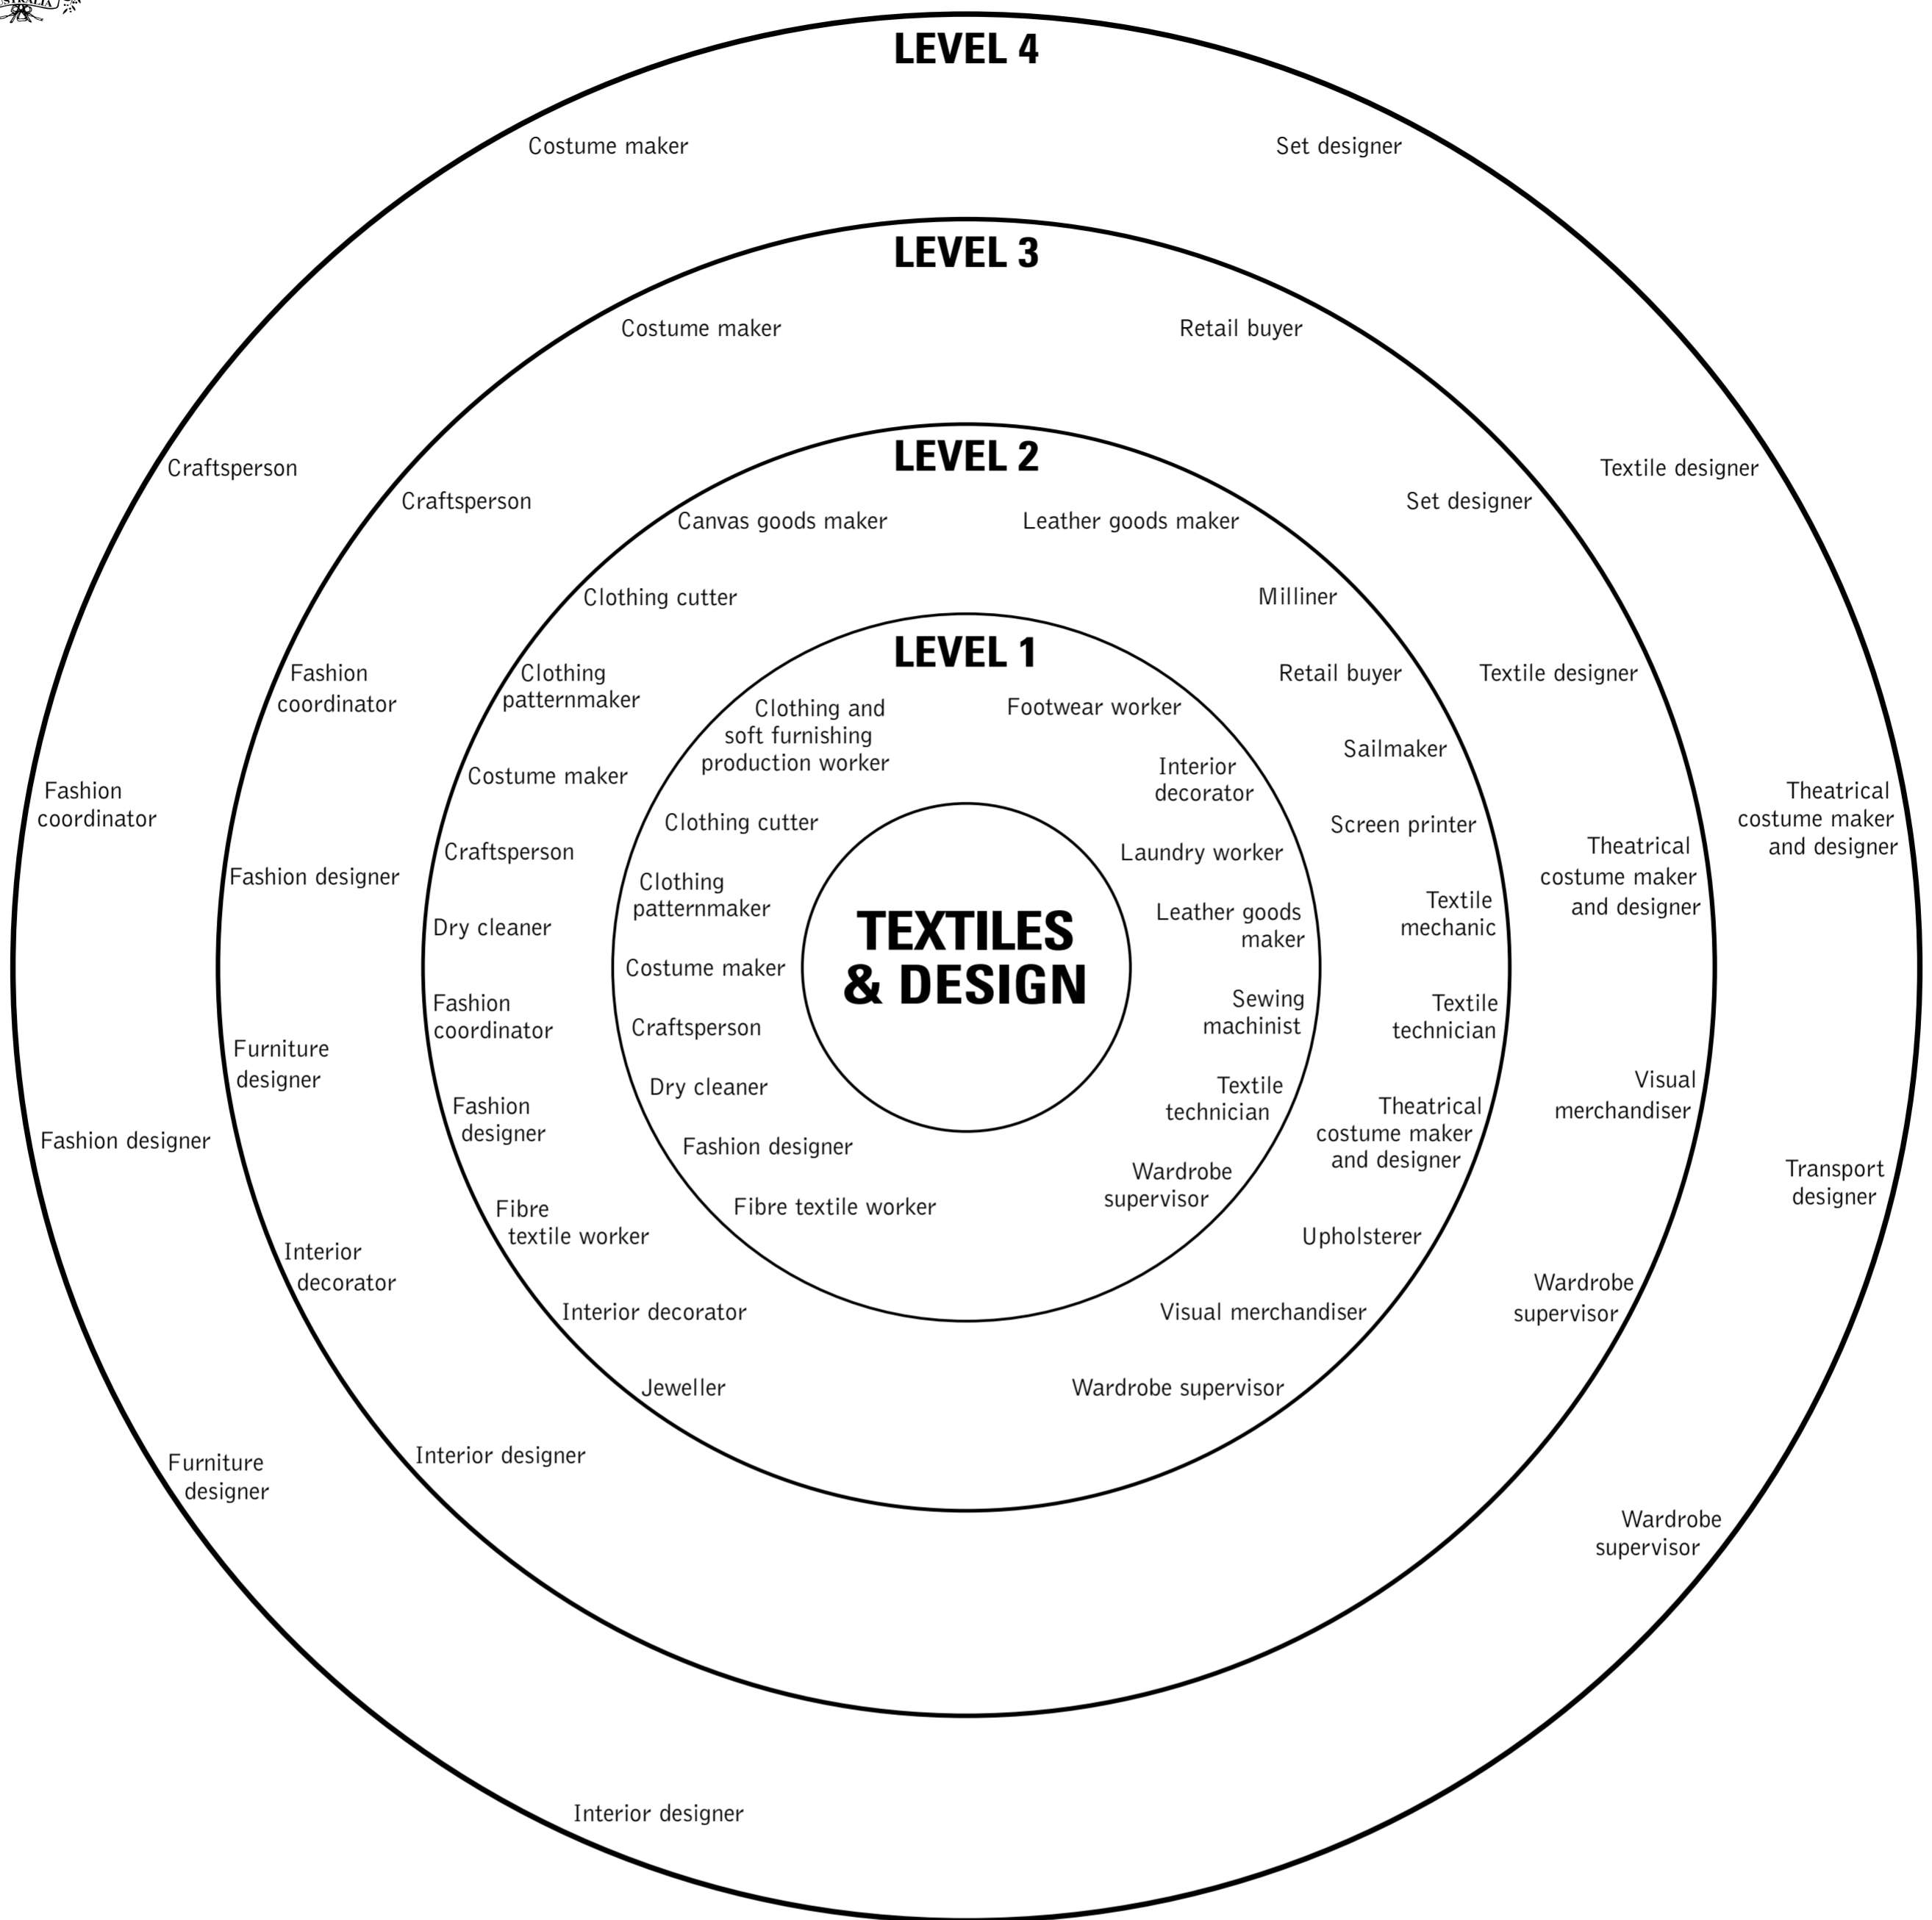 USTRALIA
LEVEL 4
Costume maker
Set designer
Craftsperson
Textile designer
Fashion
coordinator
Theatrical
costume maker
and designer
Fashion designer
Transport
designer
Furniture
designer
Wardrobe
supervisor
Interior designer
LEVEL 3
Costume maker
Retail buyer
Craftsperson
Set designer
Fashion
coordinator
Textile designer
Fashion designer
Theatrical
costume maker
and designer
Furniture
designer
Visual
merchandiser
Interior
decorator
Wardrobe
supervisor
Interior designer
LEVEL 2
Canvas goods maker
Leather goods maker
Clothing cutter
Milliner
Clothing
patternmaker
Retail buyer
Costume maker
Sailmaker
Craftsperson
Screen printer
Dry cleaner
Textile
mechanic
Fashion
coordinator
Textile
technician
Fashion
designer
Theatrical
costume maker
and designer
Fibre
textile worker
Upholsterer
Interior decorator
Visual merchandiser
Jeweller
Wardrobe supervisor
LEVEL 1
Clothing and
soft furnishing
production worker
Footwear worker
Clothing cutter
Interior
decorator
Clothing
patternmaker
Laundry worker
Costume maker
Leather goods
maker
Craftsperson
Sewing
machinist
Dry cleaner
Textile
technician
Fashion designer
Wardrobe
supervisor
Fibre textile worker
TEXTILES
& DESIGN